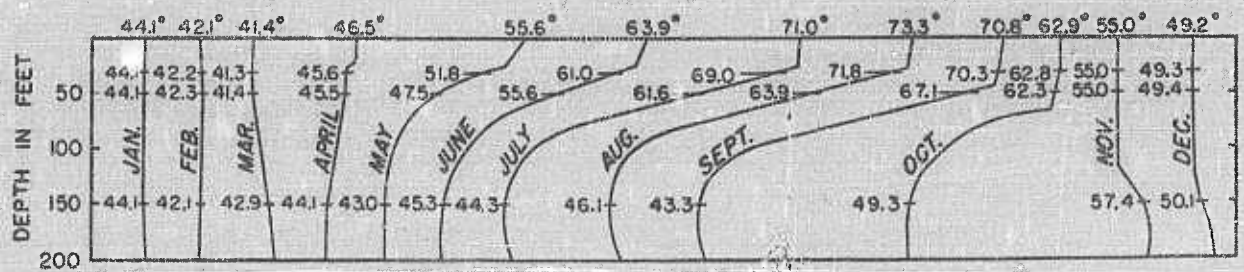 44.1° 42.1° 41.4° 46.5° 55.6° 63.9° 71.0° 73.3° 70.8° 62.9° 55.0° 49.2°
44.1 42.2 41.3 45.6 51.8 61.0 69.0 71.8 70.3 62.8 55.0 49.3
50 44.1 42.3 41.4 45.5 47.5 55.6 61.6 63.9 67.1 62.3 55.0 49.4
DEPTH IN FEET
100 JAN. FEB. MAR. APRIL MAY JUNE JULY AUG. SEPT. OCT. NOV. DEC.
150 44.1 42.1 42.9 44.1 43.0 45.3 44.3 46.1 43.3 49.3 57.4 50.1
200